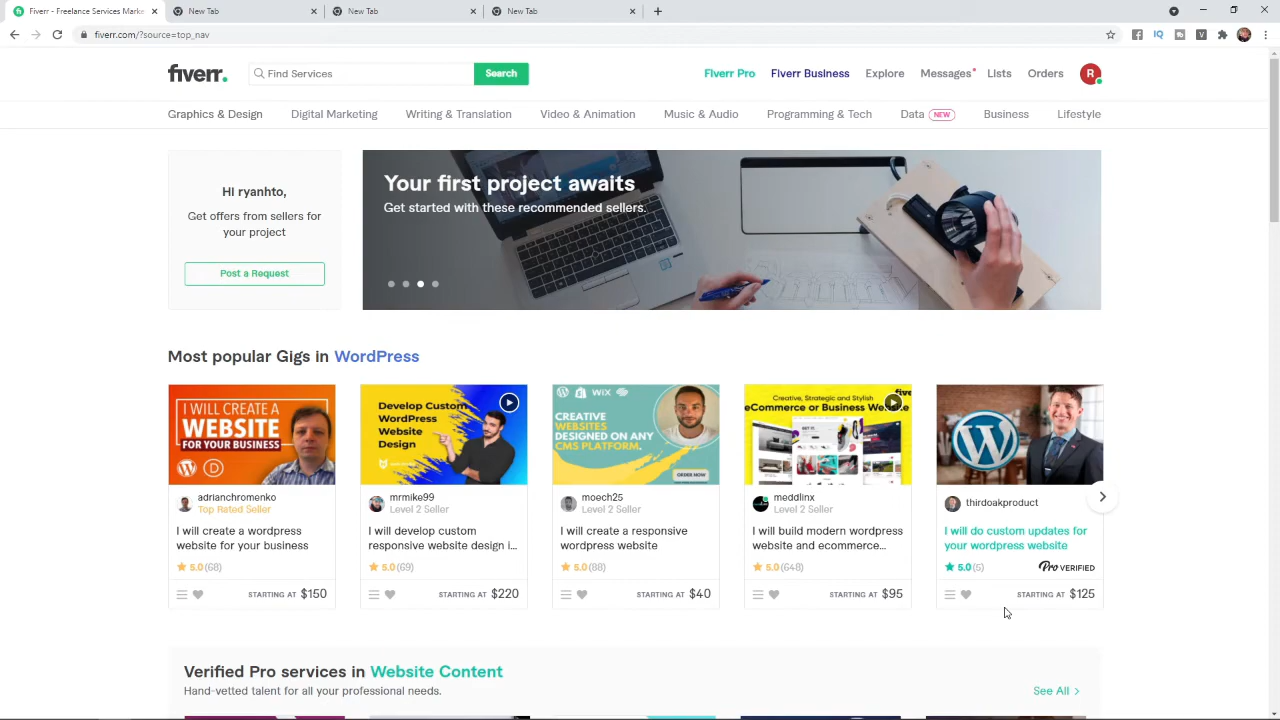 Fiverr - Freelance Services Mark
New Tab
New Tab
New Tab
fiverr.com/?source=top_nav
fiverr.
Find Services
Search
Fiverr Pro
Fiverr Business
Explore
Messages
Lists
Orders
R
Graphics & Design
Digital Marketing
Writing & Translation
Video & Animation
Music & Audio
Programming & Tech
Data NEW
Business
Lifestyle
Hi ryanhto,
Get offers from sellers for
your project
Post a Request
Your first project awaits
Get started with these recommended sellers.
Most popular Gigs in WordPress
I WILL CREATE A
WEBSITE
FOR YOUR BUSINESS
adrianchromenko
Top Rated Seller
I will create a wordpress
website for your business
5.0 (68)
STARTING AT $150
Develop Custom
WordPress
Website
Design
mrmike99
Level 2 Seller
I will develop custom
responsive website design i...
5.0 (69)
STARTING AT $220
WiX
CREATIVE
WEBSITES
DESIGNED ON ANY
CMS PLATFORM.
ORDER NOW
moech25
Level 2 Seller
I will create a responsive
wordpress website
5.0 (88)
STARTING AT $40
Creative, Strategic and Stylish
eCommerce or Business Website
meddlinx
Level 2 Seller
I will build modern wordpress
website and ecommerce...
5.0 (648)
STARTING AT $95
thirdoakproduct
I will do custom updates for
your wordpress website
5.0 (5)
Pro VERIFIED
STARTING AT $125
Verified Pro services in Website Content
Hand-vetted talent for all your professional needs.
See All